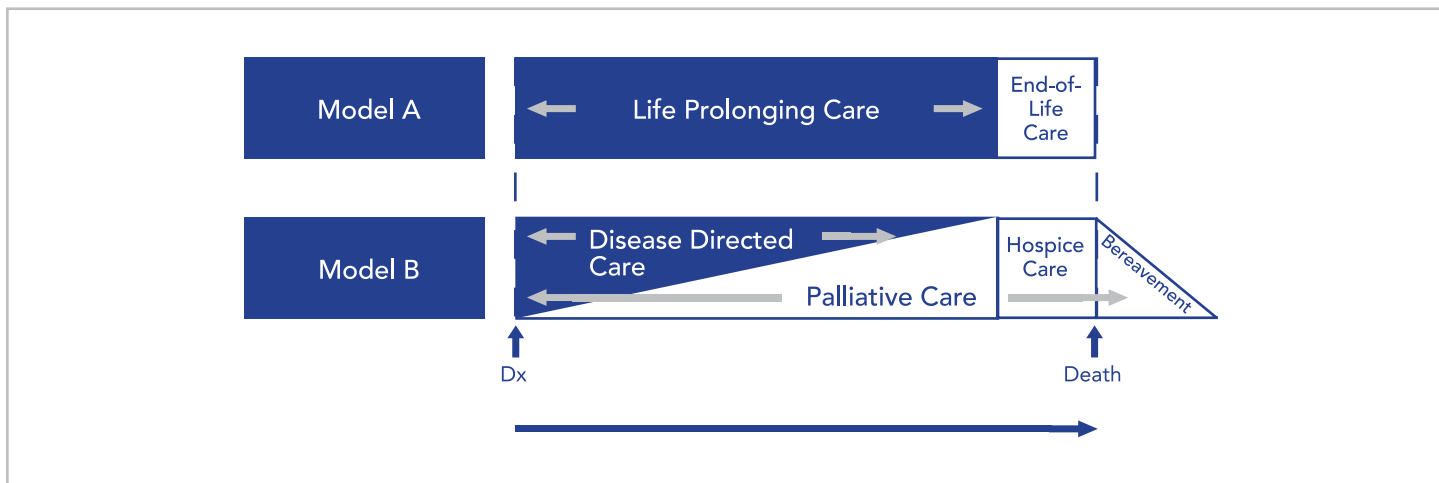 Model A
Life Prolonging Care
End-of-
Life
Care
Model B
Disease Directed
Care
Palliative Care
Hospice
Care
Bereavement
Dx
Death